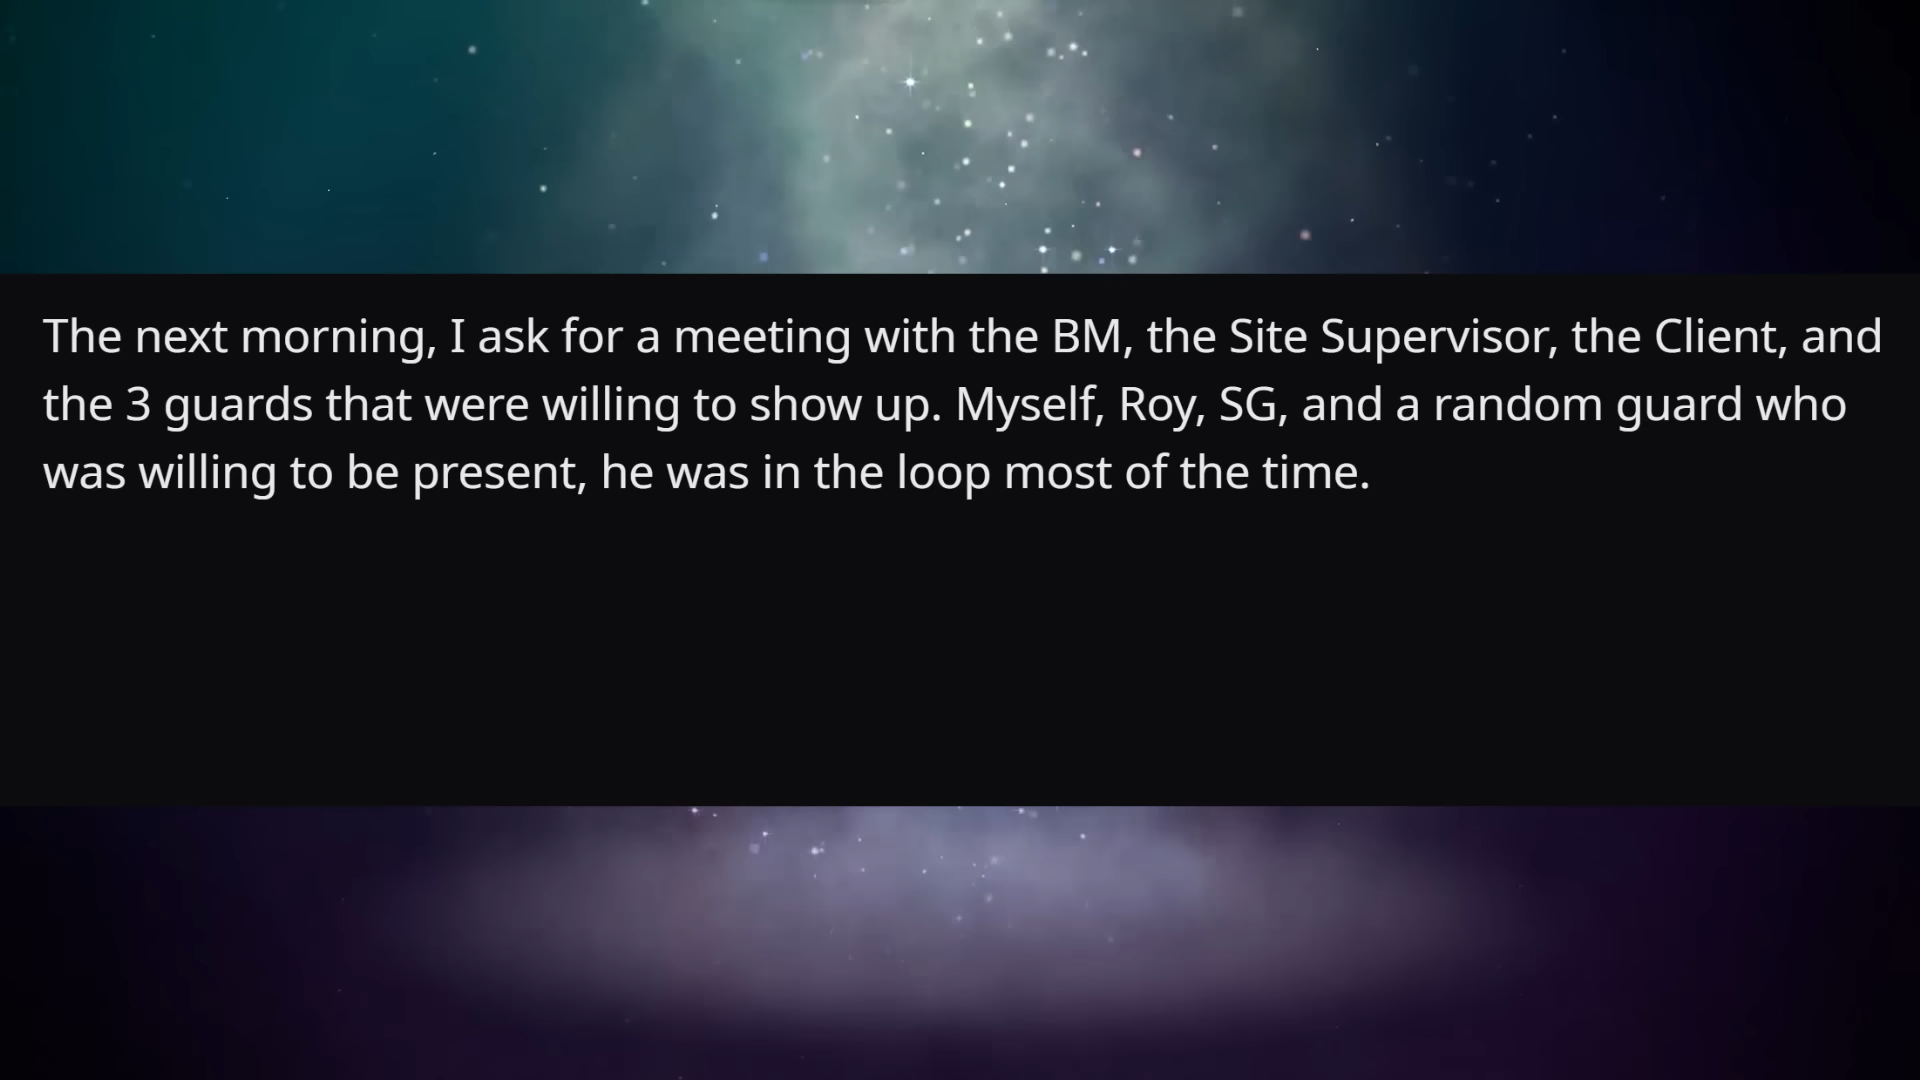 The next morning, I ask for a meeting with the BM, the Site Supervisor, the Client, and
the 3 guards that were willing to show up. Myself, Roy, SG, and a random guard who
was willing to be present, he was in the loop most of the time.